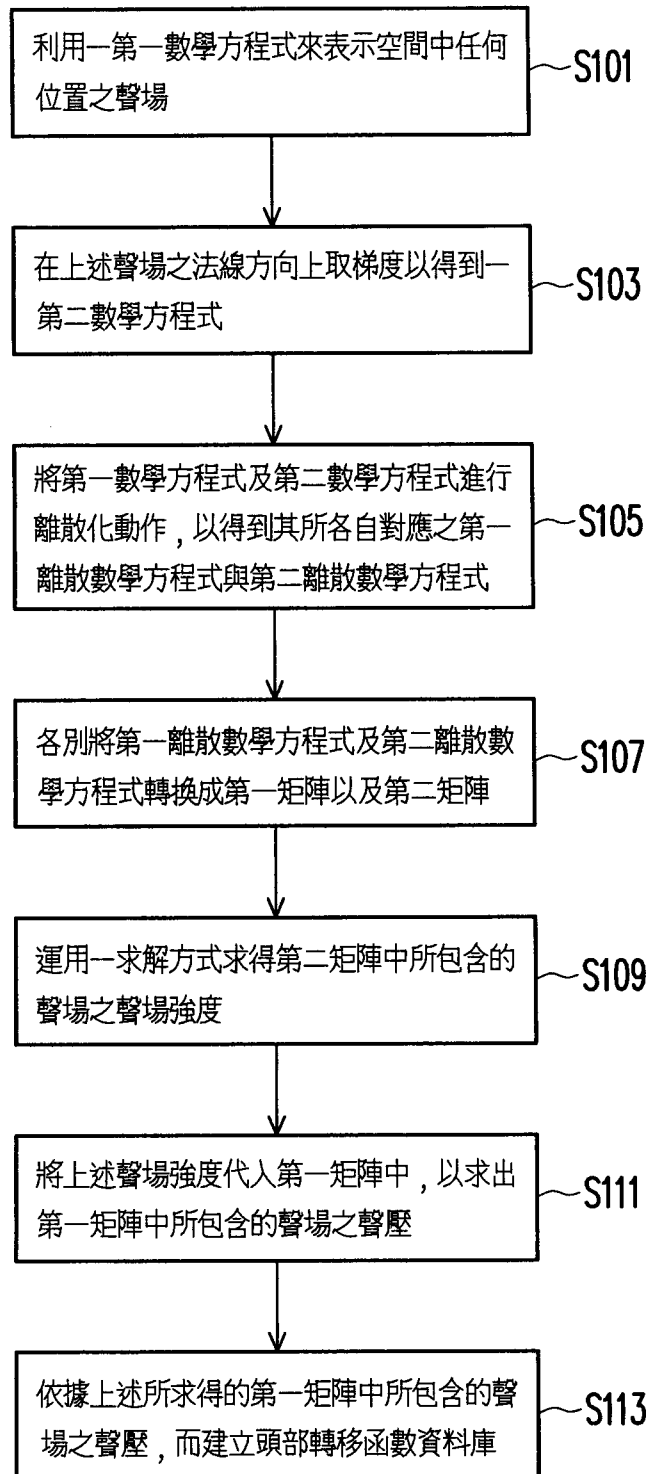 利用一第一數學方程式來表示空間中任何
位置之聲場
S101
在上述聲場之法線方向上取梯度以得到一
第二數學方程式
S103
將第一數學方程式及第二數學方程式進行
離散化動作,以得到其所各自對應之第一
離散數學方程式與第二離散數學方程式
S105
各別將第一離散數學方程式及第二離散數
學方程式轉換成第一矩陣以及第二矩陣
S107
運用一求解方式求得第二矩陣中所包含的
聲場之聲場強度
S109
將上述聲場強度代入第一矩陣中,以求出
第一矩陣中所包含的聲場之聲壓
S111
依據上述所求得的第一矩陣中所包含的聲
場之聲壓,而建立頭部轉移函數資料庫
S113